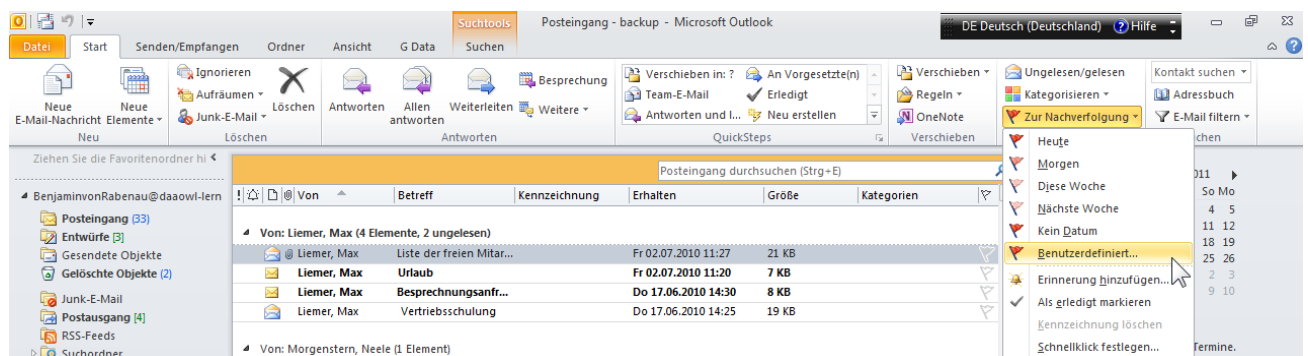 Suchtools
Posteingang - backup - Microsoft Outlook
DE Deutsch (Deutschland) Hilfe
Datei Start Senden/Empfangen Ordner Ansicht G Data Suchen
Neue E-Mail-Nachricht
Neue Elemente
Neu
Ignorieren
Aufräumen
Junk-E-Mail
Löschen
Löschen
Antworten
Allen antworten
Weiterleiten
Besprechung
Weitere
Antworten
Verschieben in: ?
Team-E-Mail
Antworten und l...
An Vorgesetzte(n)
Erledigt
Neu erstellen
QuickSteps
Verschieben
Regeln
OneNote
Verschieben
Ungelesen/gelesen
Kategorisieren
Zur Nachverfolgung
Kontakt suchen
Adressbuch
E-Mail filtern
Heute
Morgen
Diese Woche
Nächste Woche
Kein Datum
Benutzerdefiniert...
Erinnerung hinzufügen...
Als erledigt markieren
Kennzeichnung löschen
Schnellklick festlegen...
Ziehen Sie die Favoritenordner hi
BenjaminvonRabenau@daaowl-lern
Posteingang (33)
Entwürfe [3]
Gesendete Objekte
Gelöschte Objekte (2)
Junk-E-Mail
Postausgang [4]
RSS-Feeds
Suchordner
Posteingang durchsuchen (Strg+E)
! Von Betreff Kennzeichnung Erhalten Größe Kategorien
Von: Liemer, Max (4 Elemente, 2 ungelesen)
Liemer, Max Liste der freien Mitar... Fr 02.07.2010 11:27 21 KB
Liemer, Max Urlaub Fr 02.07.2010 11:20 7 KB
Liemer, Max Besprechnungsanfr... Do 17.06.2010 14:30 8 KB
Liemer, Max Vertriebsschulung Do 17.06.2010 14:25 19 KB
Von: Morgenstern, Neele (1 Element)
So Mo
4 5
11 12
18 19
25 26
2 3
9 10
Termine.